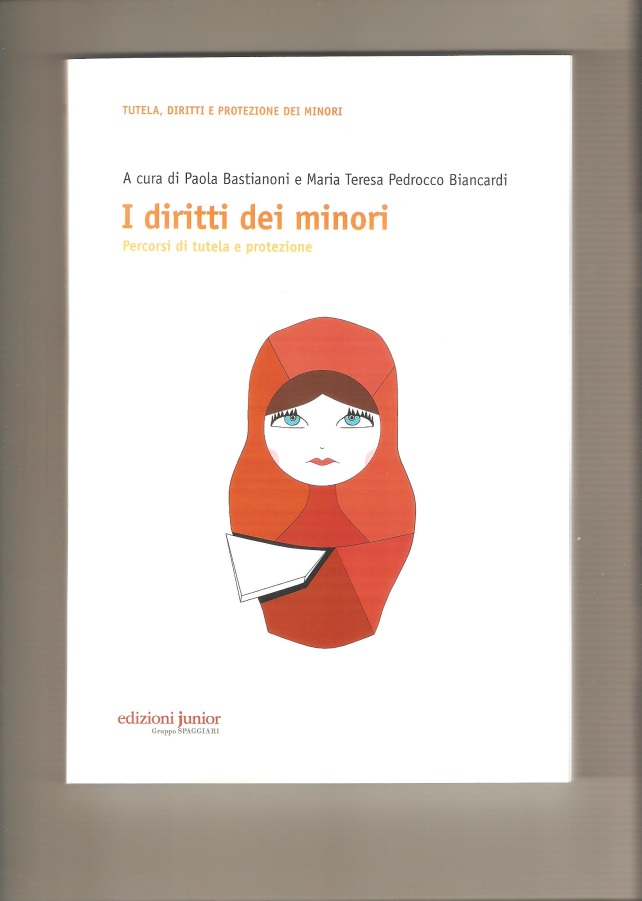 TUTELA, DIRITTI E PROTEZIONE DEI MINORI
A cura di Paola Bastianoni e Maria Teresa Pedrocco Biancardi
I diritti dei minori
Percorsi di tutela e protezione
edizioni junior
Gruppo SPAGGIARI